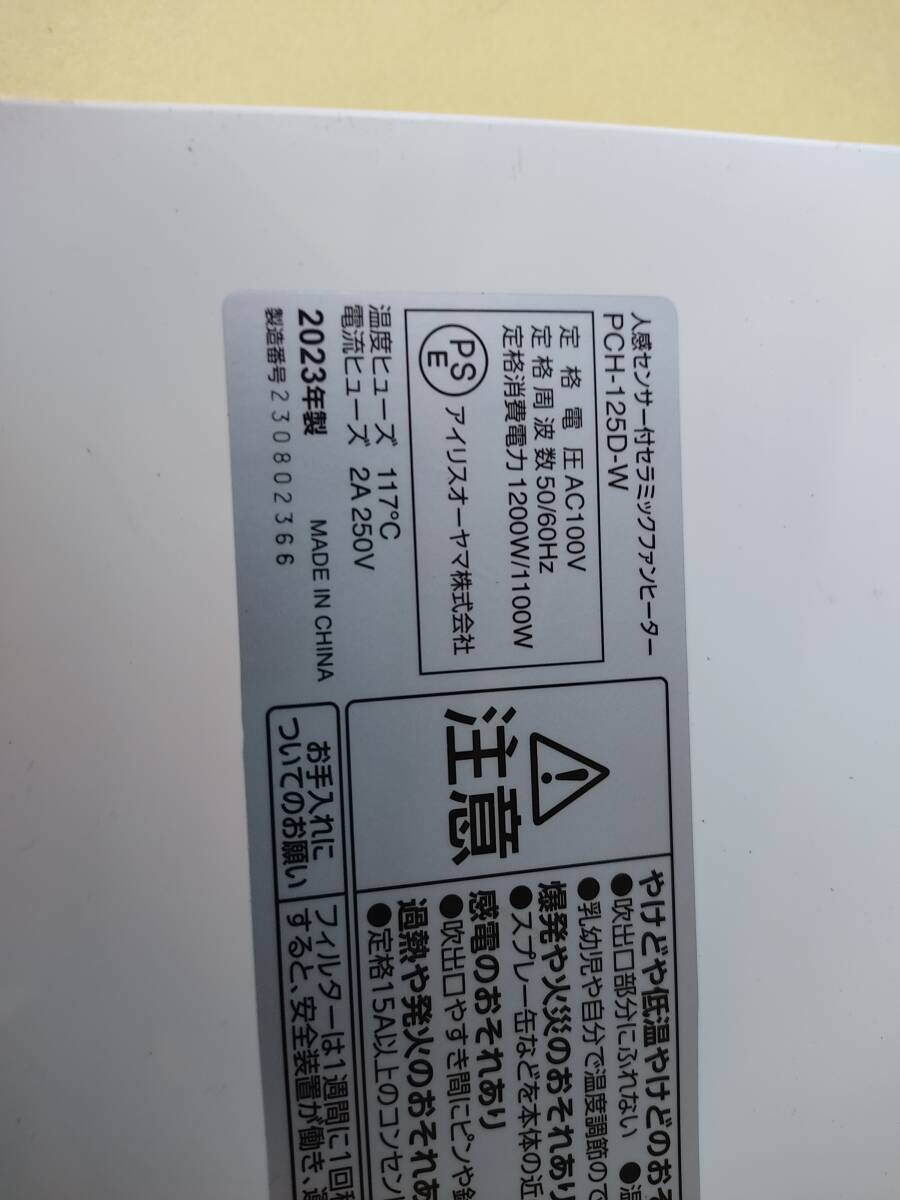 人感センサー付セラミックファンヒーター
PCH-125D-W
定格電圧 AC100V
定格周波数 50/60Hz
定格消費電力 1200W/1100W
PS
E
アイリスオーヤマ株式会社
温度ヒューズ 117℃
電流ヒューズ 2A 250V
2023年製 MADE IN CHINA
製造番号 230802366
注意
やけどや低温やけどのおそ
●吹出口部分にふれない ●温
●乳幼児や自分で温度調節ので
爆発や火災のおそれあり
●スプレー缶などを本体の近
感電のおそれあり
●吹出口やすき間にピンや針
過熱や発火のおそれあ
●定格15A以上のコンセント
お手入れに
ついてのお願い
フィルターは1週間に1回程
すると、安全装置が働き、運